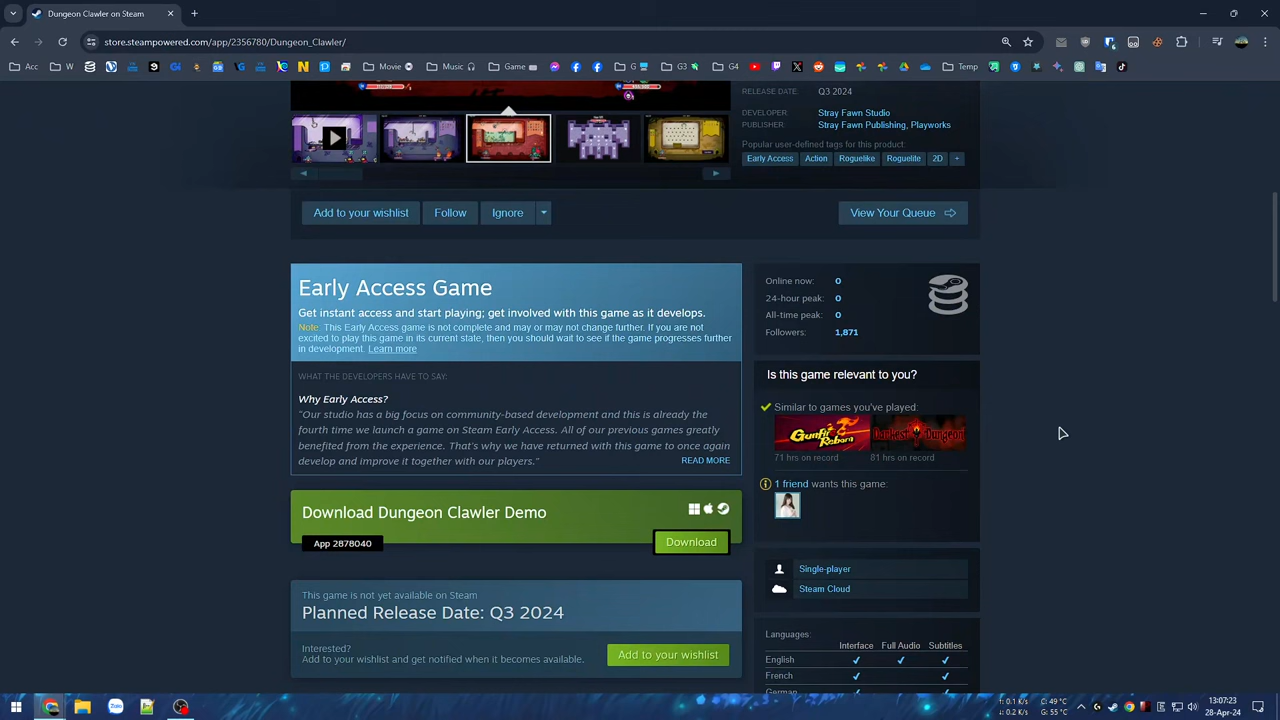 Dungeon Clawler on Steam
store.steampowered.com/app/2356780/Dungeon_Clawler/
Acc
W
Movie
Music
Game
G
G3
G4
Temp
RELEASE DATE: Q3 2024
DEVELOPER: Stray Fawn Studio
PUBLISHER: Stray Fawn Publishing, Playworks
Popular user-defined tags for this product:
Early Access Action Roguelike Roguelite 2D +
Add to your wishlist Follow Ignore View Your Queue
Early Access Game
Get instant access and start playing; get involved with this game as it develops.
Note: This Early Access game is not complete and may or may not change further. If you are not
excited to play this game in its current state, then you should wait to see if the game progresses further
in development. Learn more
WHAT THE DEVELOPERS HAVE TO SAY:
Why Early Access?
"Our studio has a big focus on community-based development and this is already the
fourth time we launch a game on Steam Early Access. All of our previous games greatly
benefited from the experience. That's why we have returned with this game to once again
develop and improve it together with our players."
READ MORE
Download Dungeon Clawler Demo
App 2878040
Download
This game is not yet available on Steam
Planned Release Date: Q3 2024
Interested?
Add to your wishlist and get notified when it becomes available.
Add to your wishlist
Online now: 0
24-hour peak: 0
All-time peak: 0
Followers: 1,871
Is this game relevant to you?
Similar to games you've played:
Gunfire Reborn
Darkest Dungeon
71 hrs on record 81 hrs on record
1 friend wants this game:
Single-player
Steam Cloud
Languages:
Interface Full Audio Subtitles
English
French
German
↑: 0.1 K/s C: 49 °C
↓: 0.2 K/s G: 55 °C
13:07:23
28-Apr-24